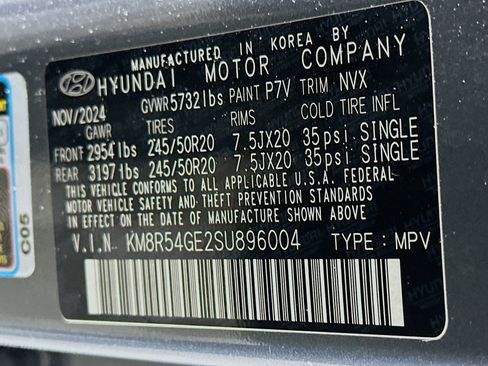 MANUFACTURED IN KOREA BY
HYUNDAI MOTOR COMPANY
NOV/2024 GVWR 5732lbs PAINT P7V TRIM NVX
GAWR TIRES RIMS COLD TIRE INFL
FRONT 2954lbs 245/50R20 7.5JX20 35psi SINGLE
REAR 3197lbs 245/50R20 7.5JX20 35psi SINGLE
THIS VEHICLE CONFORMS TO ALL APPLICABLE U.S.A. FEDERAL
MOTOR VEHICLE SAFETY AND THEFT PREVENTION STANDARDS
IN EFFECT ON THE DATE OF MANUFACTURE SHOWN ABOVE
V.I.N KM8R54GE2SU896004 TYPE: MPV
C05